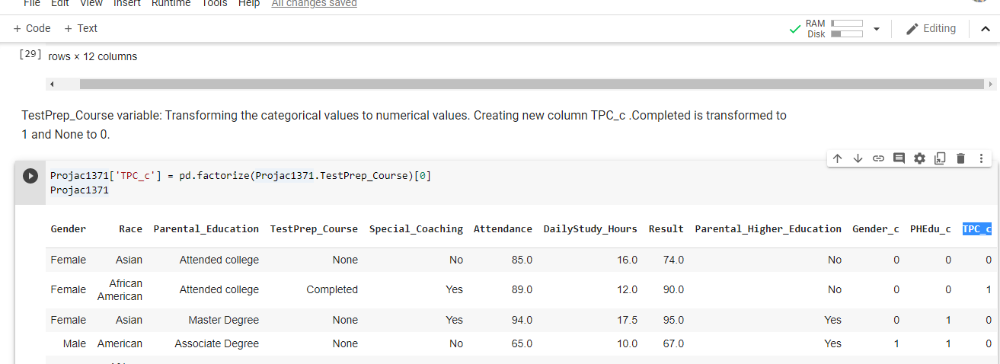 File Edit View Insert Runtime Tools Help All changes saved
+ Code + Text RAM Disk Editing
[29] rows × 12 columns
TestPrep_Course variable: Transforming the categorical values to numerical values. Creating new column TPC_c .Completed is transformed to
1 and None to 0.
Projac1371['TPC_c'] = pd.factorize(Projac1371.TestPrep_Course)[0]
Projac1371
Gender Race Parental_Education TestPrep_Course Special_Coaching Attendance DailyStudy_Hours Result Parental_Higher_Education Gender_c PHEdu_c TPC_c
Female Asian Attended college None No 85.0 16.0 74.0 No 0 0 0
Female African American Attended college Completed Yes 89.0 12.0 90.0 No 0 0 1
Female Asian Master Degree None Yes 94.0 17.5 95.0 Yes 0 1 0
Male American Associate Degree None No 65.0 10.0 67.0 Yes 1 1 0